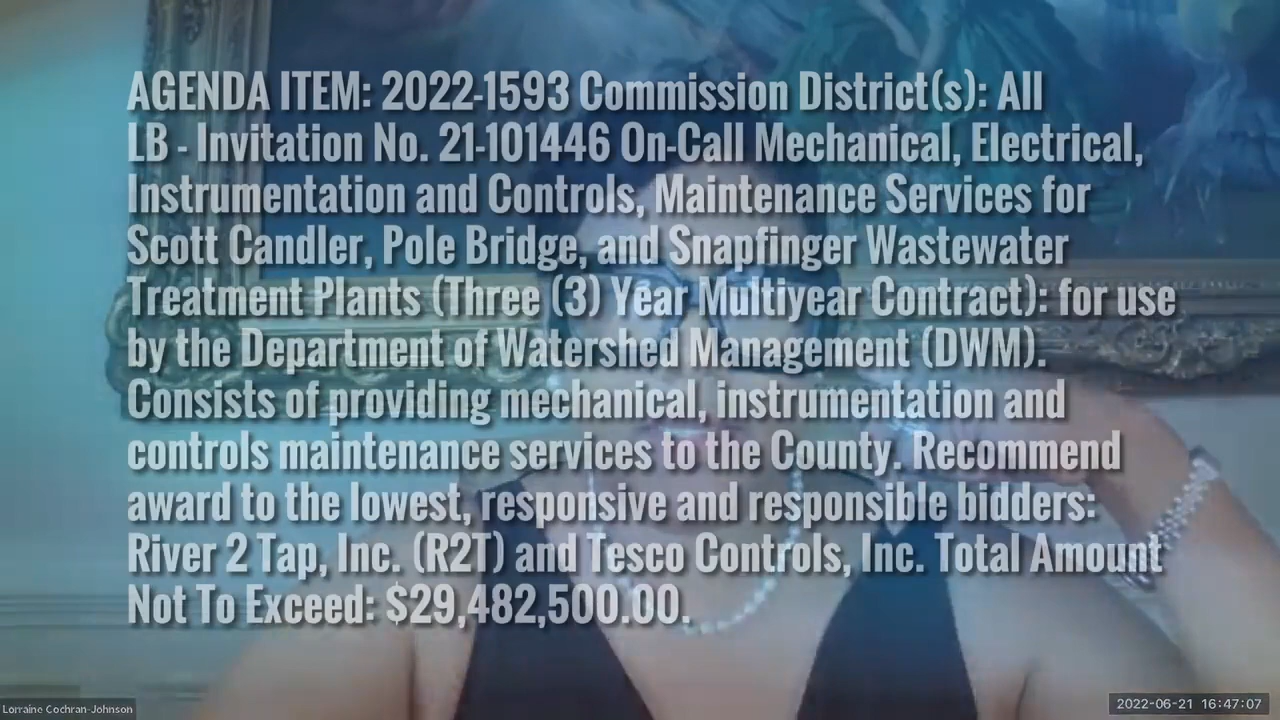 AGENDA ITEM: 2022-1593 Commission District(s): All
LB - Invitation No. 21-101446 On-Call Mechanical, Electrical,
Instrumentation and Controls, Maintenance Services for
Scott Candler, Pole Bridge, and Snapfinger Wastewater
Treatment Plants (Three (3) Year Multiyear Contract): for use
by the Department of Watershed Management (DWM).
Consists of providing mechanical, instrumentation and
controls maintenance services to the County. Recommend
award to the lowest, responsive and responsible bidders:
River 2 Tap, Inc. (R2T) and Tesco Controls, Inc. Total Amount
Not To Exceed: $29,482,500.00.
Lorraine Cochran-Johnson
2022-06-21 16:47:07